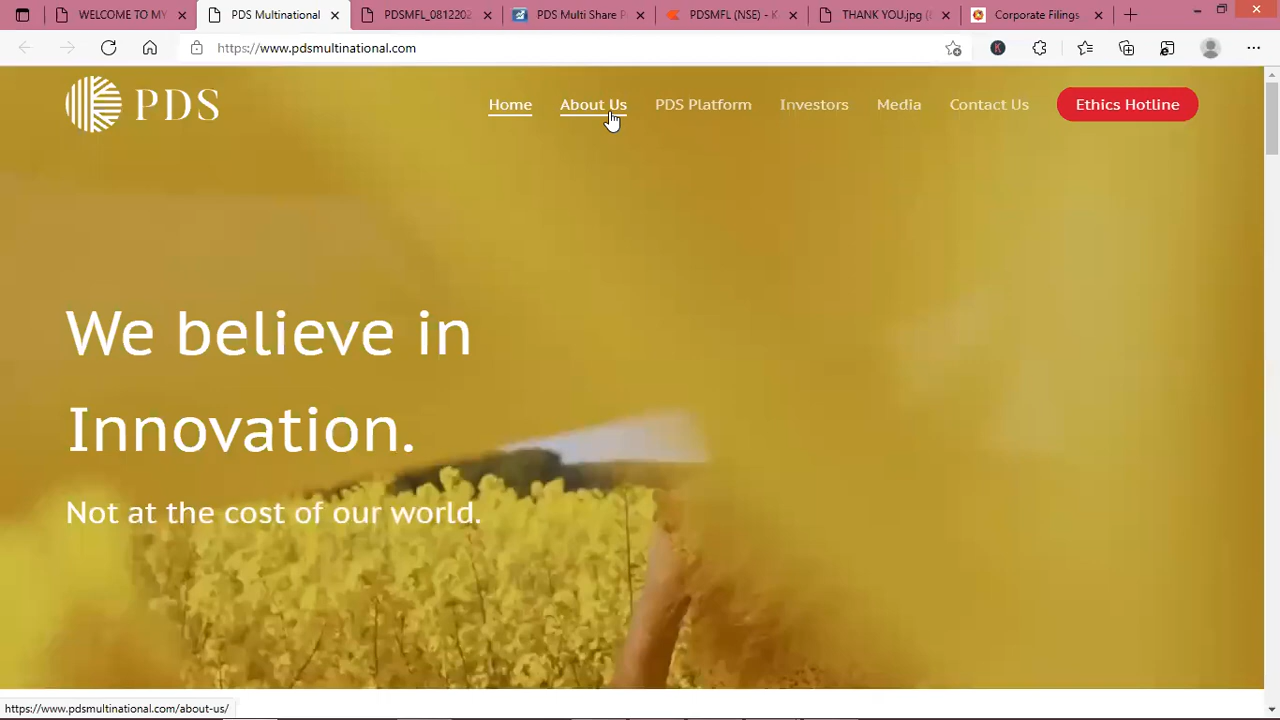 WELCOME TO MY
PDS Multinational
PDSMFL_0812202
PDS Multi Share P
PDSMFL (NSE) - K
THANK YOU.jpg (
Corporate Filings
https://www.pdsmultinational.com
PDS
Home
About Us
PDS Platform
Investors
Media
Contact Us
Ethics Hotline
We believe in
Innovation.
Not at the cost of our world.
https://www.pdsmultinational.com/about-us/